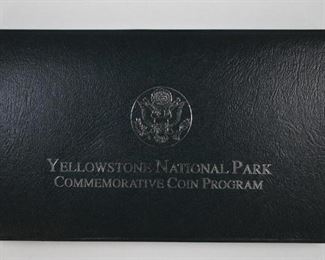 YELLOWSTONE NATIONAL PARK
COMMEMORATIVE COIN PROGRAM